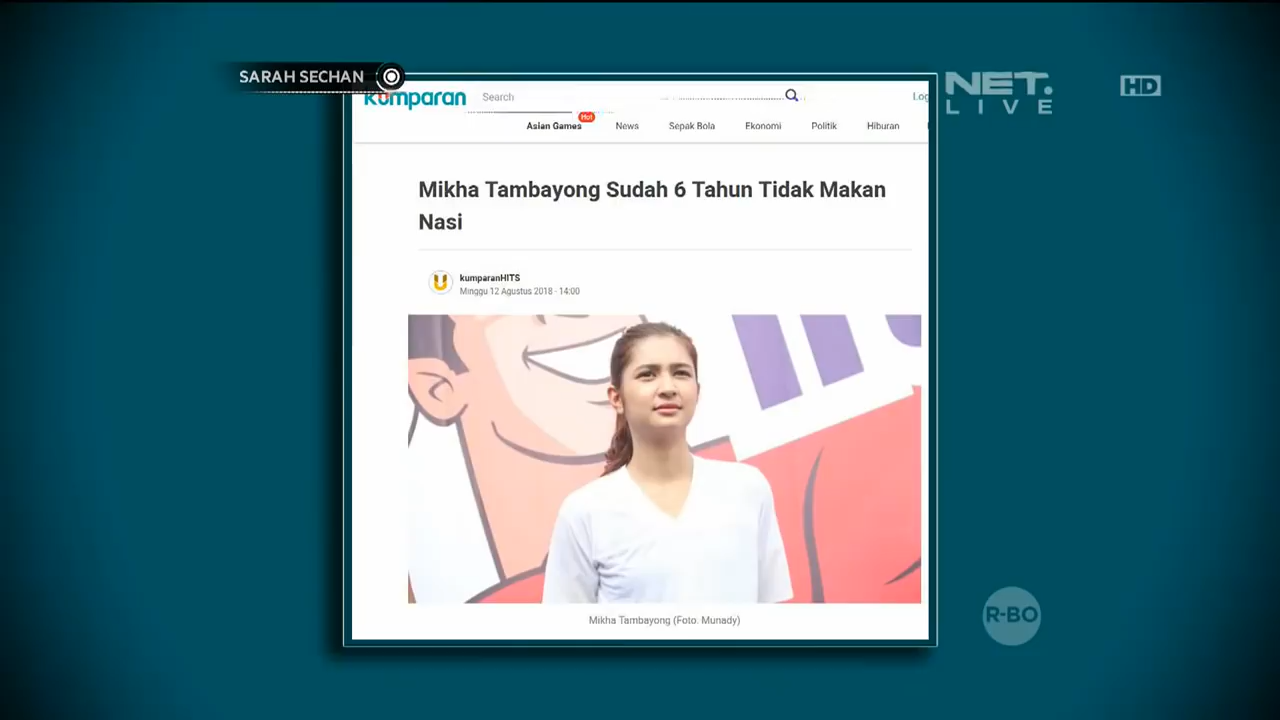 SARAH SECHAN
NET.
LIVE
HD
kumparan
Search
Asian Games
Hot
News
Sepak Bola
Ekonomi
Politik
Hiburan
Mikha Tambayong Sudah 6 Tahun Tidak Makan
Nasi
kumparanHITS
Minggu 12 Agustus 2018 · 14:00
Mikha Tambayong (Foto. Munady)
R-BO